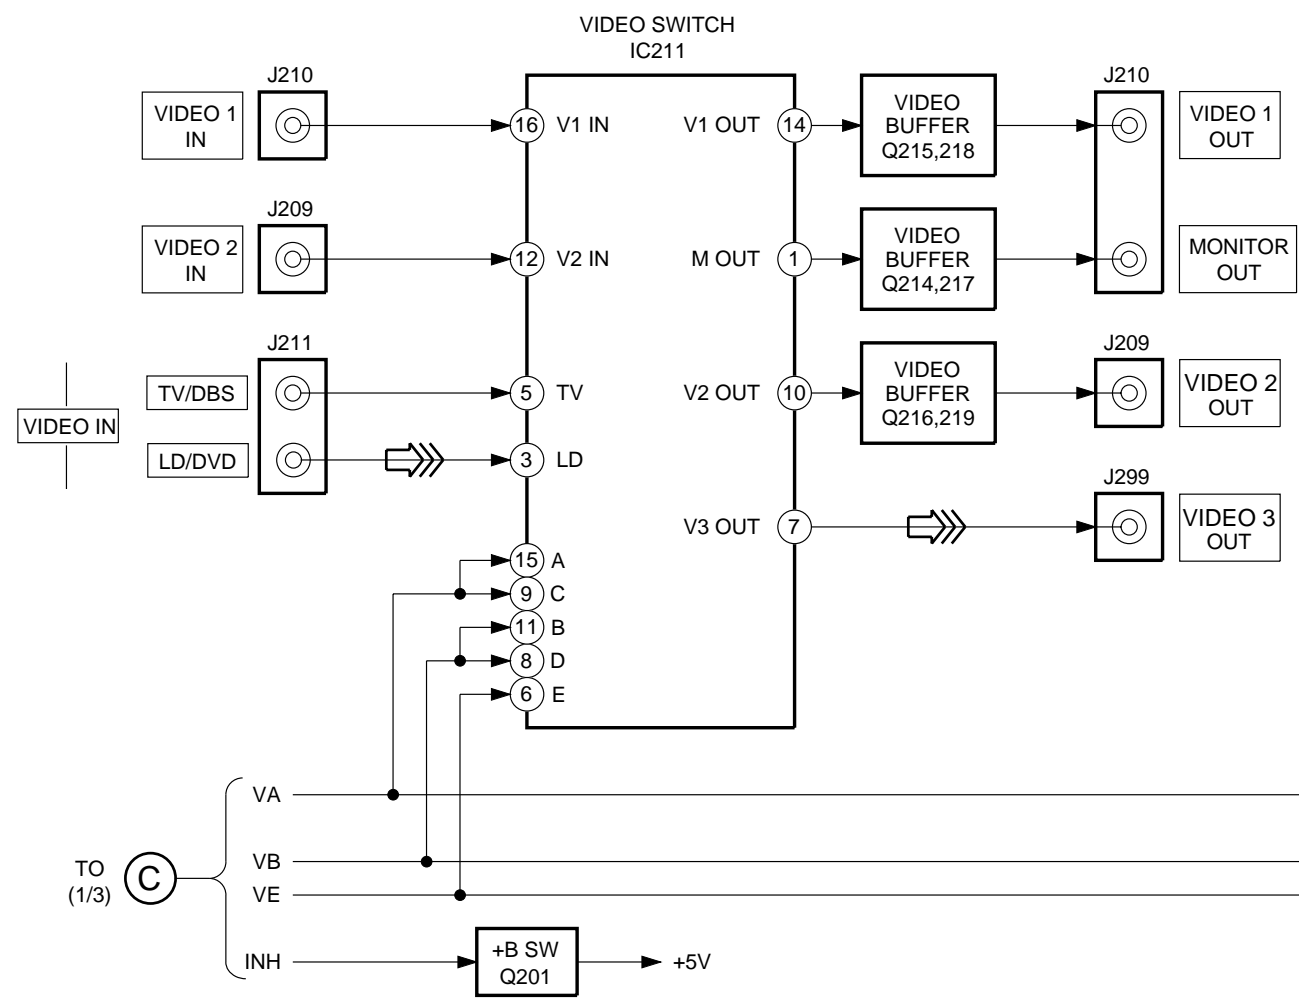 VIDEO SWITCH
IC211
J210
VIDEO 1
IN
16 V1 IN
V1 OUT 14
VIDEO
BUFFER
Q215,218
J210
VIDEO 1
OUT
J209
VIDEO 2
IN
12 V2 IN
M OUT 1
VIDEO
BUFFER
Q214,217
MONITOR
OUT
J211
VIDEO IN
TV/DBS
5 TV
V2 OUT 10
VIDEO
BUFFER
Q216,219
J209
VIDEO 2
OUT
LD/DVD
3 LD
V3 OUT 7
J299
VIDEO 3
OUT
15 A
9 C
11 B
8 D
6 E
TO
(1/3)
C
VA
VB
VE
INH
+B SW
Q201
+5V